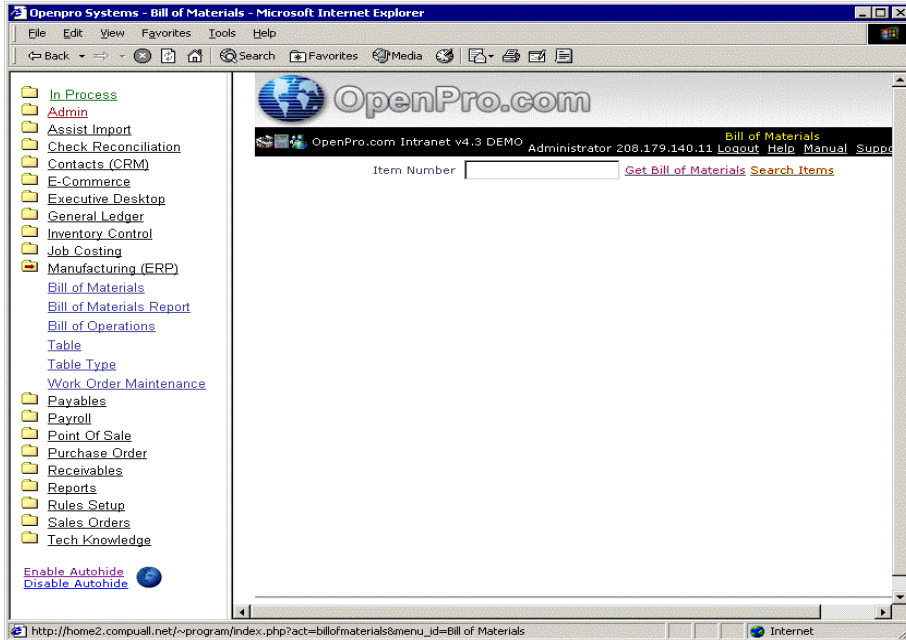 Openpro Systems - Bill of Materials - Microsoft Internet Explorer
File Edit View Favorites Tools Help
Back Search Favorites Media
In Process
Admin
Assist Import
Check Reconciliation
Contacts (CRM)
E-Commerce
Executive Desktop
General Ledger
Inventory Control
Job Costing
Manufacturing (ERP)
Bill of Materials
Bill of Materials Report
Bill of Operations
Table
Table Type
Work Order Maintenance
Payables
Payroll
Point Of Sale
Purchase Order
Receivables
Reports
Rules Setup
Sales Orders
Tech Knowledge
Enable Autohide
Disable Autohide
OpenPro.com
Bill of Materials
OpenPro.com Intranet v4.3 DEMO Administrator 208.179.140.11 Logout Help Manual Suppo
Item Number Get Bill of Materials Search Items
http://home2.compuall.net/~program/index.php?act=billofmaterials&menu_id=Bill of Materials Internet